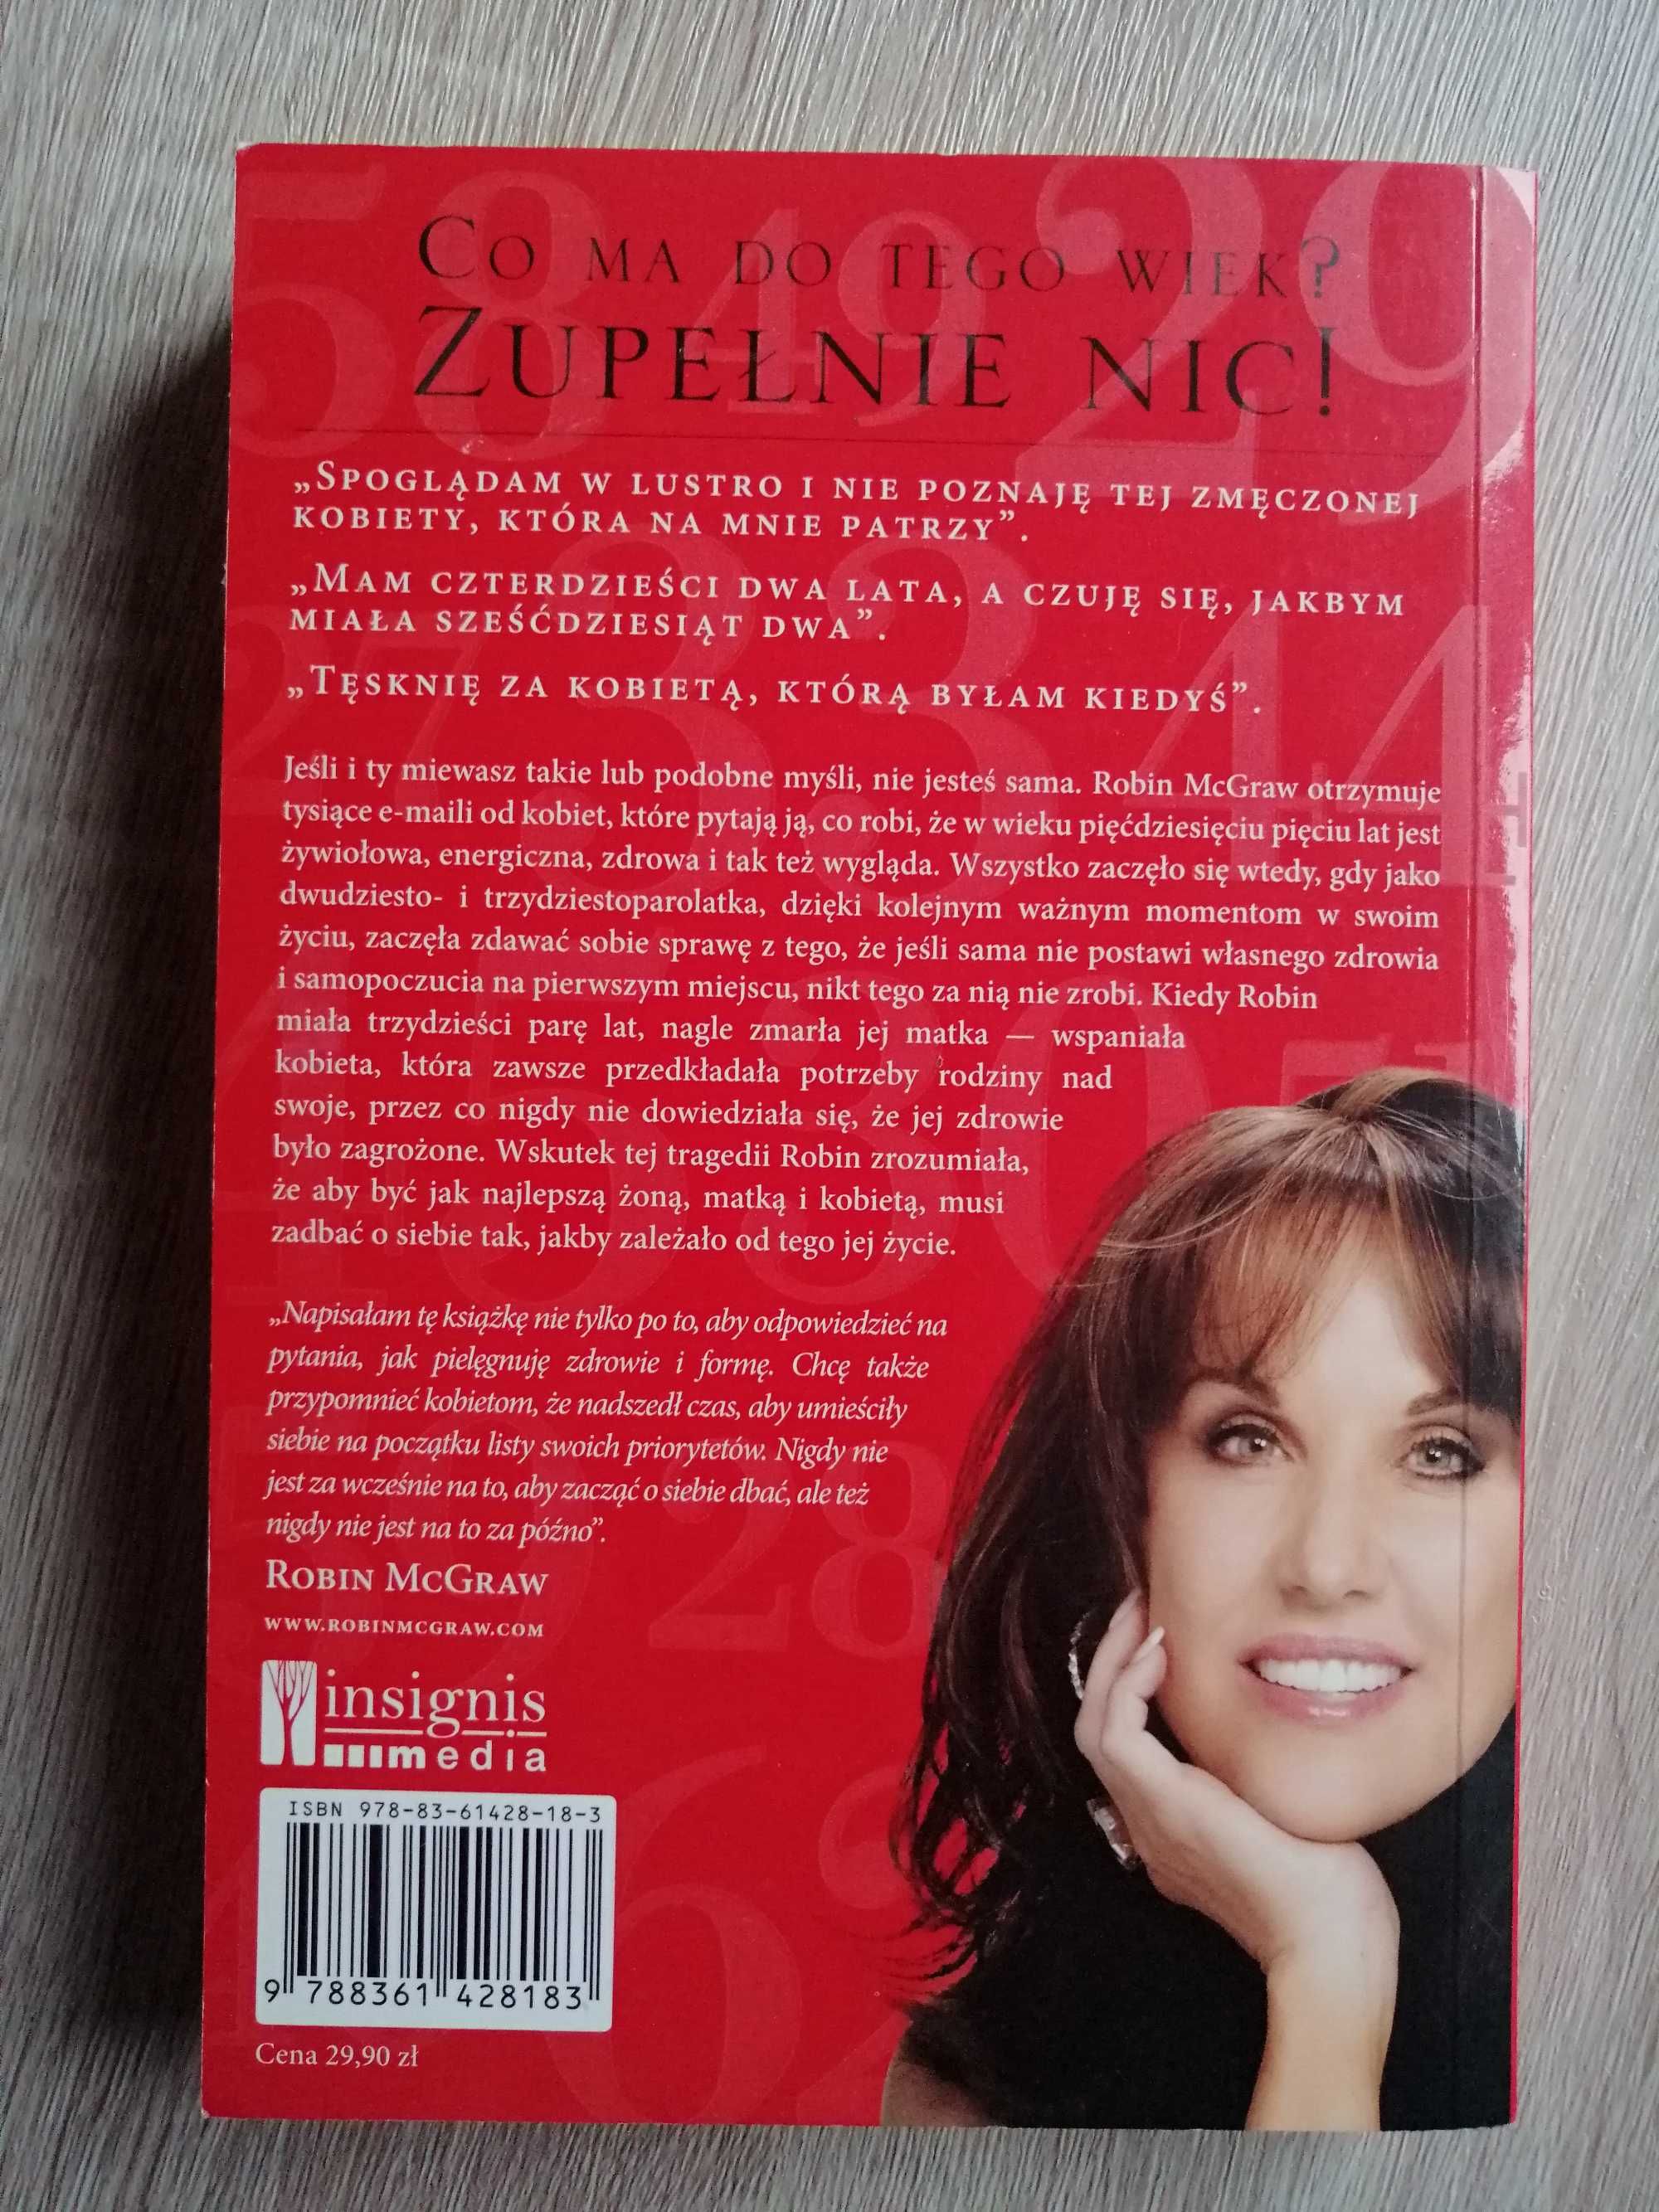 Co ma do tego wiek?
Zupełnie nic!
„Spoglądam w lustro i nie poznaję tej zmęczonej
kobiety, która na mnie patrzy”.
„Mam czterdzieści dwa lata, a czuję się, jakbym
miała sześćdziesiąt dwa”.
„Tęsknię za kobietą, którą byłam kiedyś”.
Jeśli i ty miewasz takie lub podobne myśli, nie jesteś sama. Robin McGraw otrzymuje
tysiące e-maili od kobiet, które pytają ją, co robi, że w wieku pięćdziesięciu pięciu lat jest
żywiołowa, energiczna, zdrowa i tak też wygląda. Wszystko zaczęło się wtedy, gdy jako
dwudziesto- i trzydziestoparolatka, dzięki kolejnym ważnym momentom w swoim
życiu, zaczęła zdawać sobie sprawę z tego, że jeśli sama nie postawi własnego zdrowia
i samopoczucia na pierwszym miejscu, nikt tego za nią nie zrobi. Kiedy Robin
miała trzydzieści parę lat, nagle zmarła jej matka — wspaniała
kobieta, która zawsze przedkładała potrzeby rodziny nad
swoje, przez co nigdy nie dowiedziała się, że jej zdrowie
było zagrożone. Wskutek tej tragedii Robin zrozumiała,
że aby być jak najlepszą żoną, matką i kobietą, musi
zadbać o siebie tak, jakby zależało od tego jej życie.
„Napisałam tę książkę nie tylko po to, aby odpowiedzieć na
pytania, jak pielęgnuję zdrowie i formę. Chcę także
przypomnieć kobietom, że nadszedł czas, aby umieściły
siebie na początku listy swoich priorytetów. Nigdy nie
jest za wcześnie na to, aby zacząć o siebie dbać, ale też
nigdy nie jest na to za późno”.
Robin McGraw
www.robinmcgraw.com
insignis
media
ISBN 978-83-61428-18-3
9 788361 428183
Cena 29,90 zł